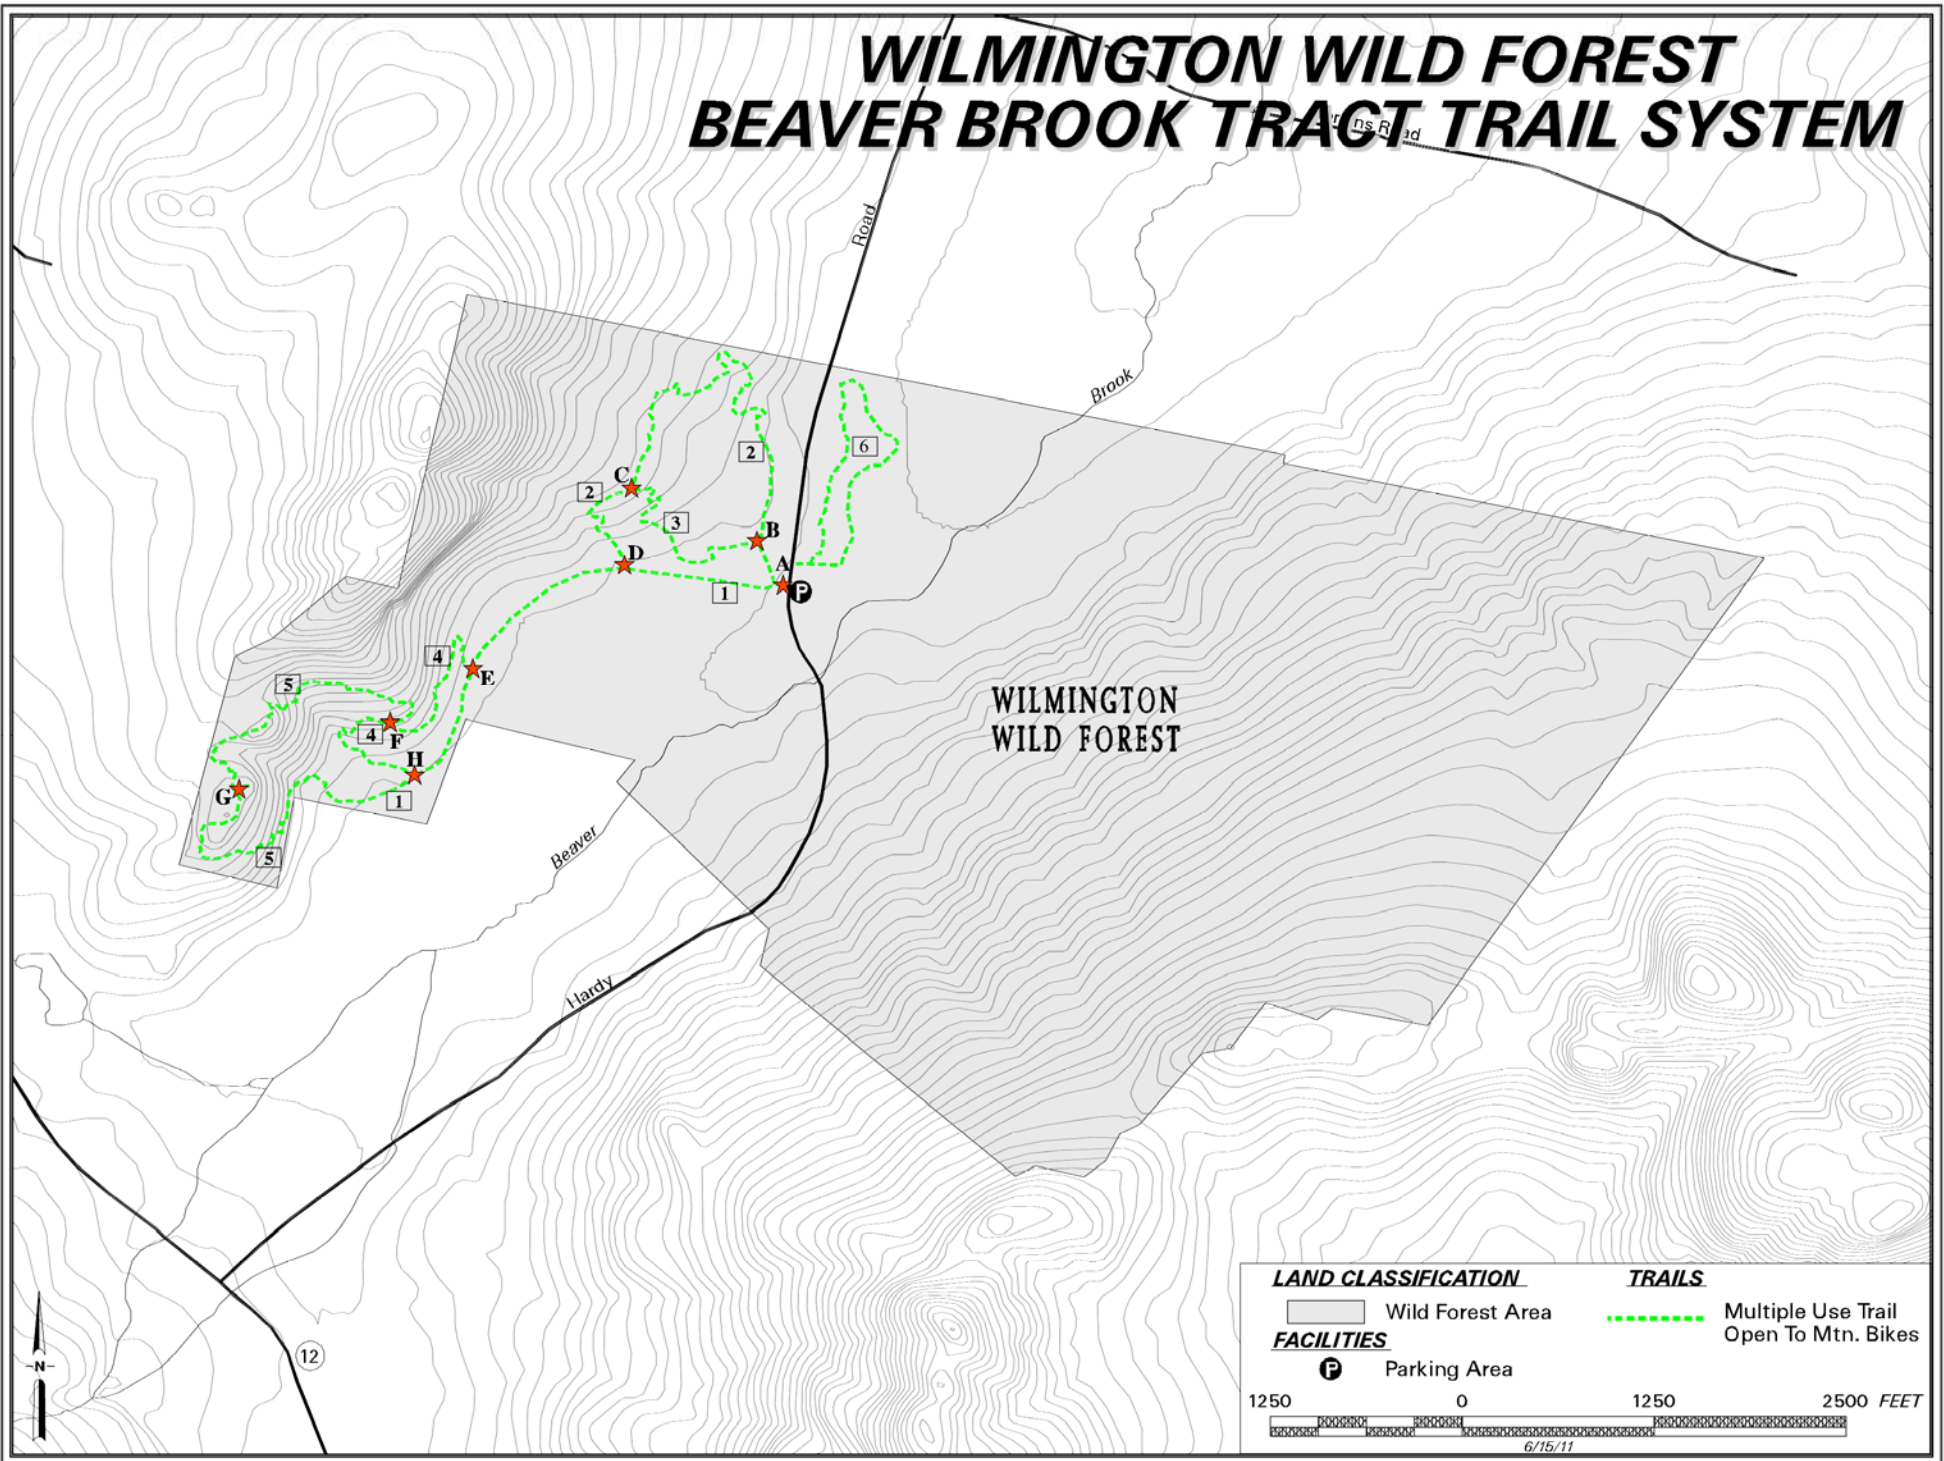 WILMINGTON WILD FOREST
BEAVER BROOK TRACT TRAIL SYSTEM
Road
Road
Brook
6
2
C
2
3
B
D
A
1
P
4
E
5
4
F
H
G
1
5
WILMINGTON
WILD FOREST
Beaver
Hardy
12
N
LAND CLASSIFICATION
Wild Forest Area
FACILITIES
P
Parking Area
TRAILS
Multiple Use Trail
Open To Mtn. Bikes
1250
0
1250
2500 FEET
6/15/11